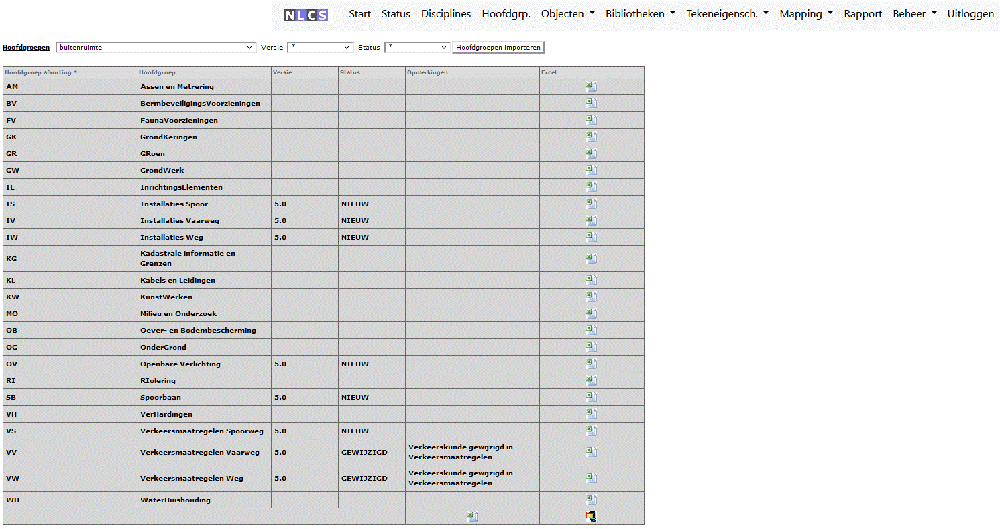 NLCS Start Status Disciplines Hoofdgrp. Objecten Bibliotheken Tekeneigensch. Mapping Rapport Beheer Uitloggen
Hoofdgroepen buitenruimte Versie * Status * Hoofdgroepen importeren
Hoofdgroep afkorting * Hoofdgroep Versie Status Opmerkingen Excel
AM Assen en Metrering
BV BermbeveiligingsVoorzieningen
FV FaunaVoorzieningen
GK GrondKeringen
GR GRoen
GW GrondWerk
IE InrichtingsElementen
IS Installaties Spoor 5.0 NIEUW
IV Installaties Vaarweg 5.0 NIEUW
IW Installaties Weg 5.0 NIEUW
KG Kadastrale informatie en
Grenzen
KL Kabels en Leidingen
KW KunstWerken
MO Milieu en Onderzoek
OB Oever- en Bodembescherming
OG OnderGrond
OV Openbare Verlichting 5.0 NIEUW
RI RIolering
SB Spoorbaan 5.0 NIEUW
VH VerHardingen
VS Verkeersmaatregelen Spoorweg 5.0 NIEUW
VV Verkeersmaatregelen Vaarweg 5.0 GEWIJZIGD Verkeerskunde gewijzigd in
Verkeersmaatregelen
VW Verkeersmaatregelen Weg 5.0 GEWIJZIGD Verkeerskunde gewijzigd in
Verkeersmaatregelen
WH WaterHuishouding